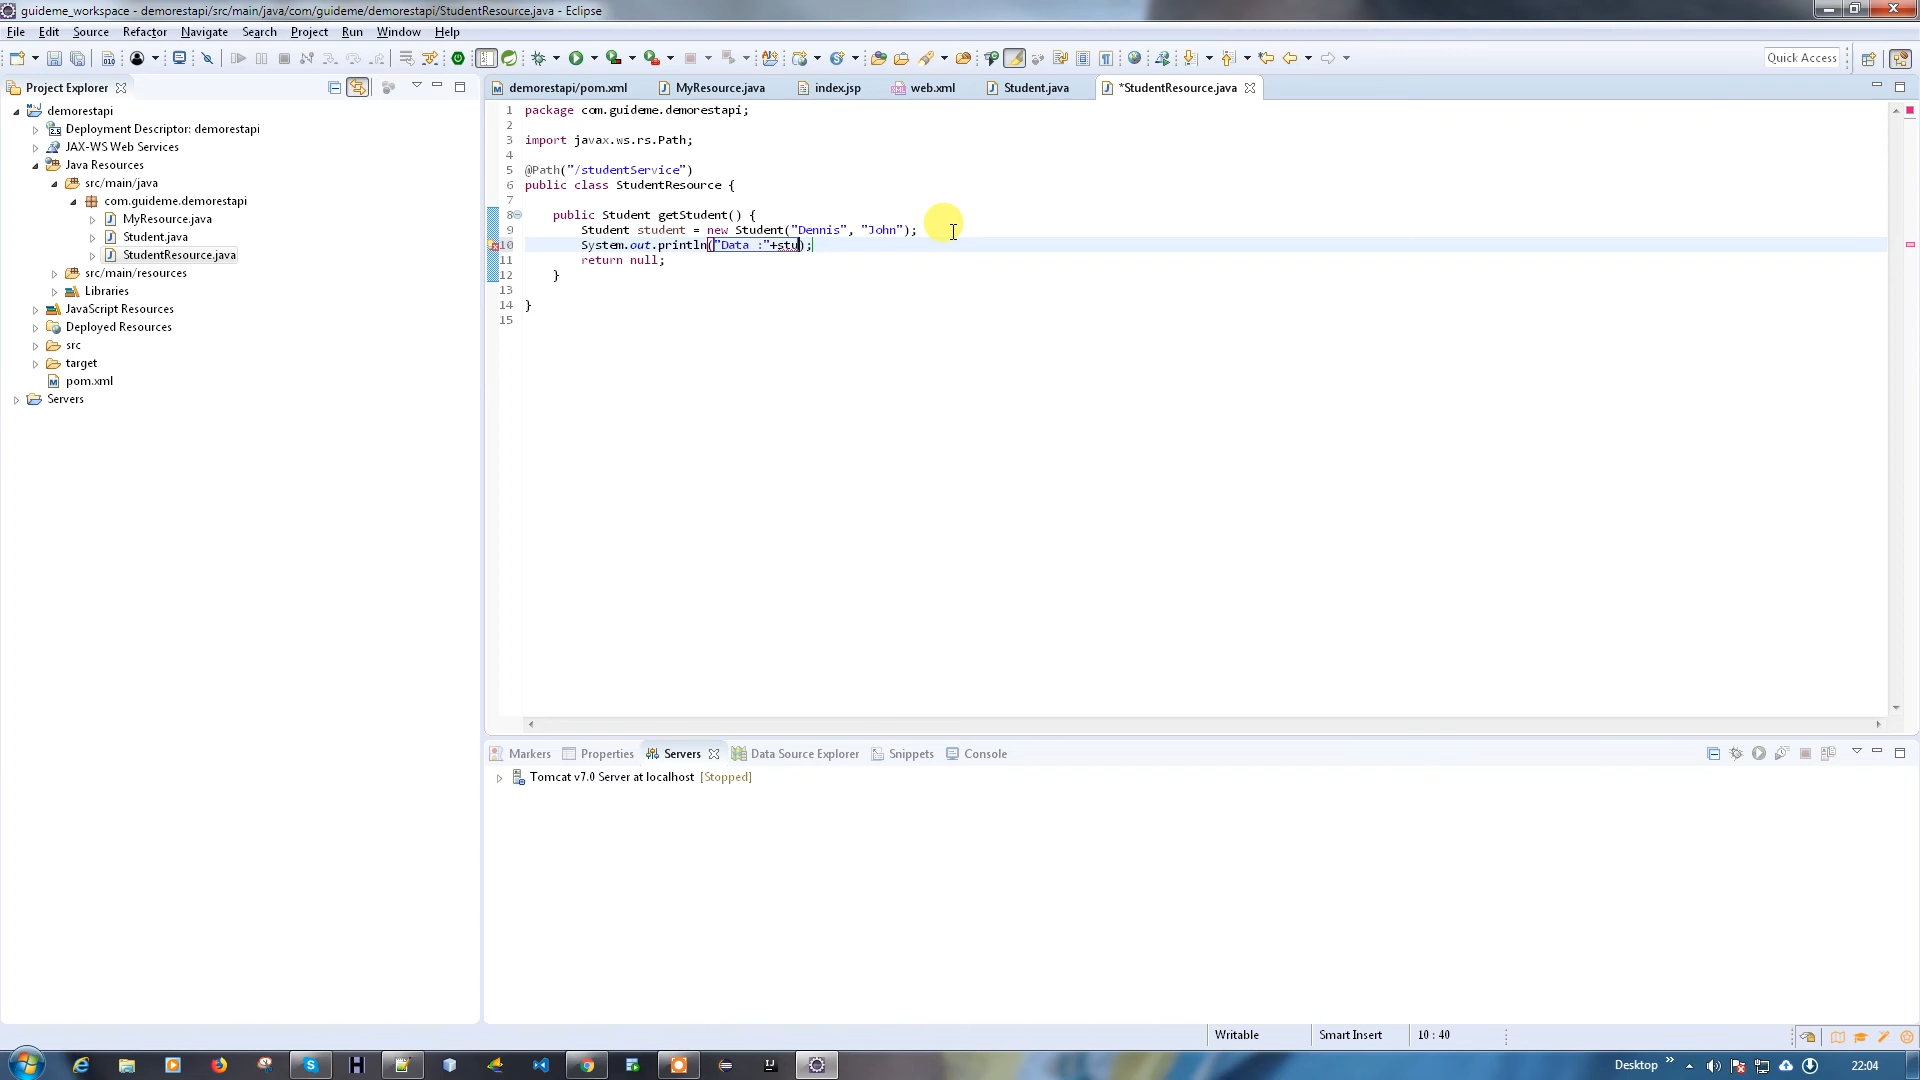 guideme_workspace - demorestapi/src/main/java/com/guideme/demorestapi/StudentResource.java - Eclipse
File Edit Source Refactor Navigate Search Project Run Window Help
Quick Access
Project Explorer
demorestapi/pom.xml MyResource.java index.jsp web.xml Student.java *StudentResource.java
demorestapi
Deployment Descriptor: demorestapi
JAX-WS Web Services
Java Resources
src/main/java
com.guideme.demorestapi
MyResource.java
Student.java
StudentResource.java
src/main/resources
Libraries
JavaScript Resources
Deployed Resources
src
target
pom.xml
Servers
1 package com.guideme.demorestapi;
2
3 import javax.ws.rs.Path;
4
5 @Path("/studentService")
6 public class StudentResource {
7
8 public Student getStudent() {
9 Student student = new Student("Dennis", "John");
10 System.out.println("Data :"+stu);
11 return null;
12 }
13
14 }
15
Markers Properties Servers Data Source Explorer Snippets Console
Tomcat v7.0 Server at localhost [Stopped]
Writable Smart Insert 10 : 40
Desktop 22:04